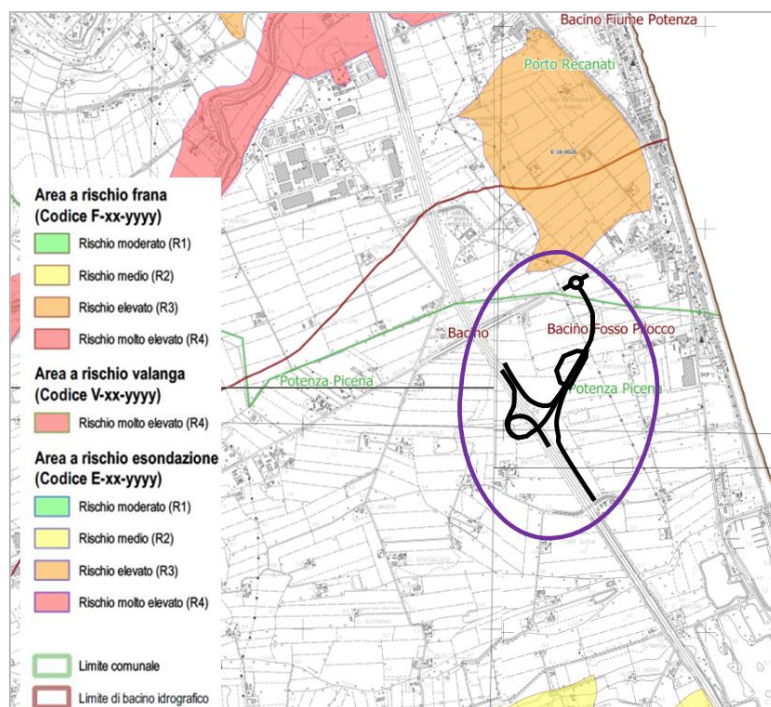 Bacino Fiume Potenza
Porto Recanati
Area a rischio frana
(Codice F-xx-yyyy)
Rischio moderato (R1)
Rischio medio (R2)
Rischio elevato (R3)
Rischio molto elevato (R4)
Area a rischio valanga
(Codice V-xx-yyyy)
Rischio molto elevato (R4)
Area a rischio esondazione
(Codice E-xx-yyyy)
Rischio moderato (R1)
Rischio medio (R2)
Rischio elevato (R3)
Rischio molto elevato (R4)
Limite comunale
Limite di bacino idrografico
Bacino
Bacino Fosso Pilocco
Potenza Picena
Potenza Picena